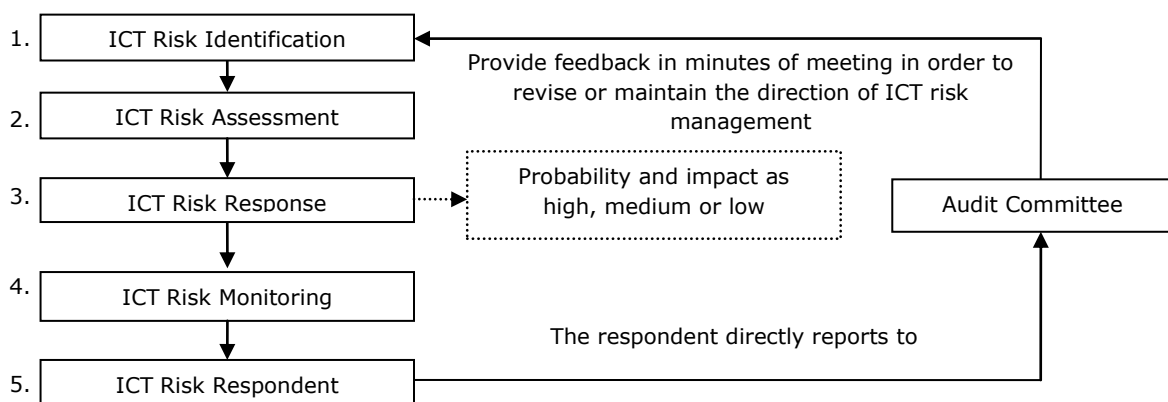 1. ICT Risk Identification
Provide feedback in minutes of meeting in order to
revise or maintain the direction of ICT risk
management
2. ICT Risk Assessment
3. ICT Risk Response
Probability and impact as
high, medium or low
Audit Committee
4. ICT Risk Monitoring
The respondent directly reports to
5. ICT Risk Respondent